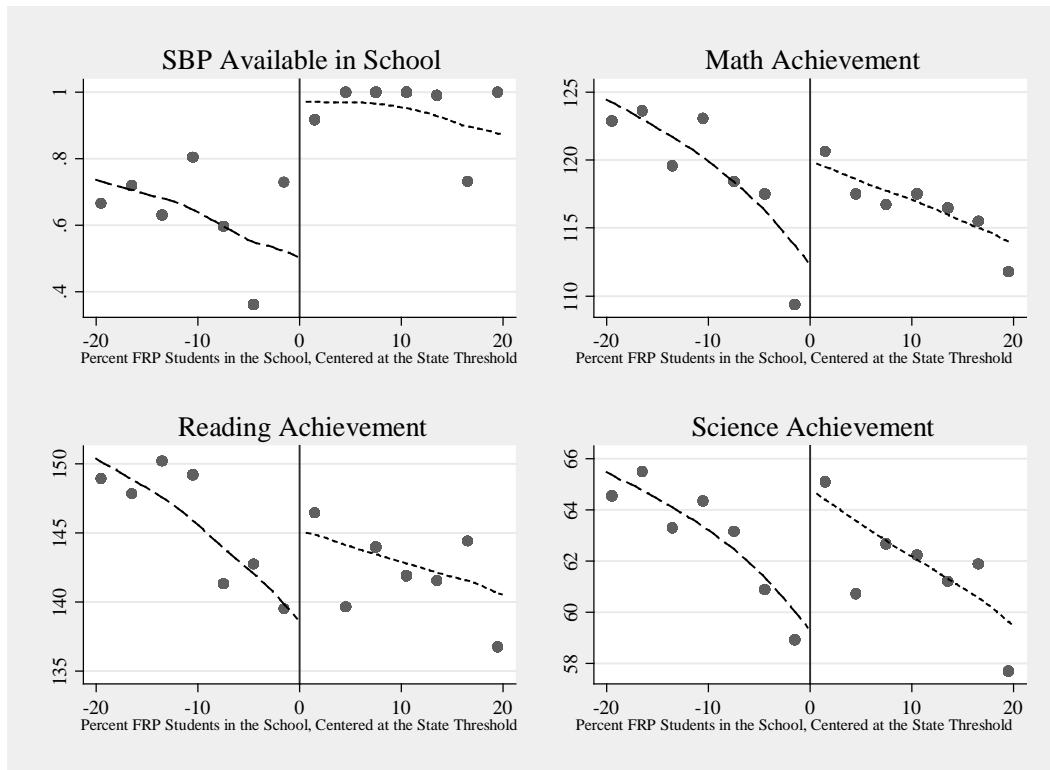 SBP Available in School
1
.8
.6
.4
-20 -10 0 10 20
Percent FRP Students in the School, Centered at the State Threshold
Math Achievement
125
120
115
110
-20 -10 0 10 20
Percent FRP Students in the School, Centered at the State Threshold
Reading Achievement
150
145
140
135
-20 -10 0 10 20
Percent FRP Students in the School, Centered at the State Threshold
Science Achievement
66
64
62
60
58
-20 -10 0 10 20
Percent FRP Students in the School, Centered at the State Threshold